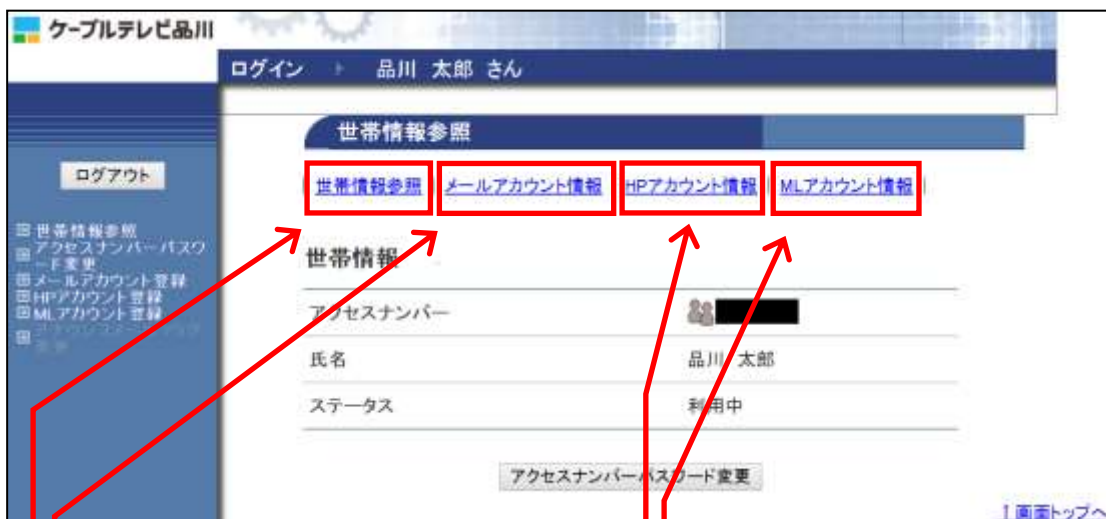 ケーブルテレビ品川
ログイン 品川 太郎 さん
世帯情報参照
世帯情報参照 | メールアカウント情報 | HPアカウント情報 | MLアカウント情報 |
ログアウト
世帯情報参照
アクセスナンバーパスワ
ード変更
メールアカウント登録
HPアカウント登録
MLアカウント登録
世帯情報
アクセスナンバー
氏名 品川 太郎
ステータス 利用中
アクセスナンバーパスワード変更
↑画面トップへ